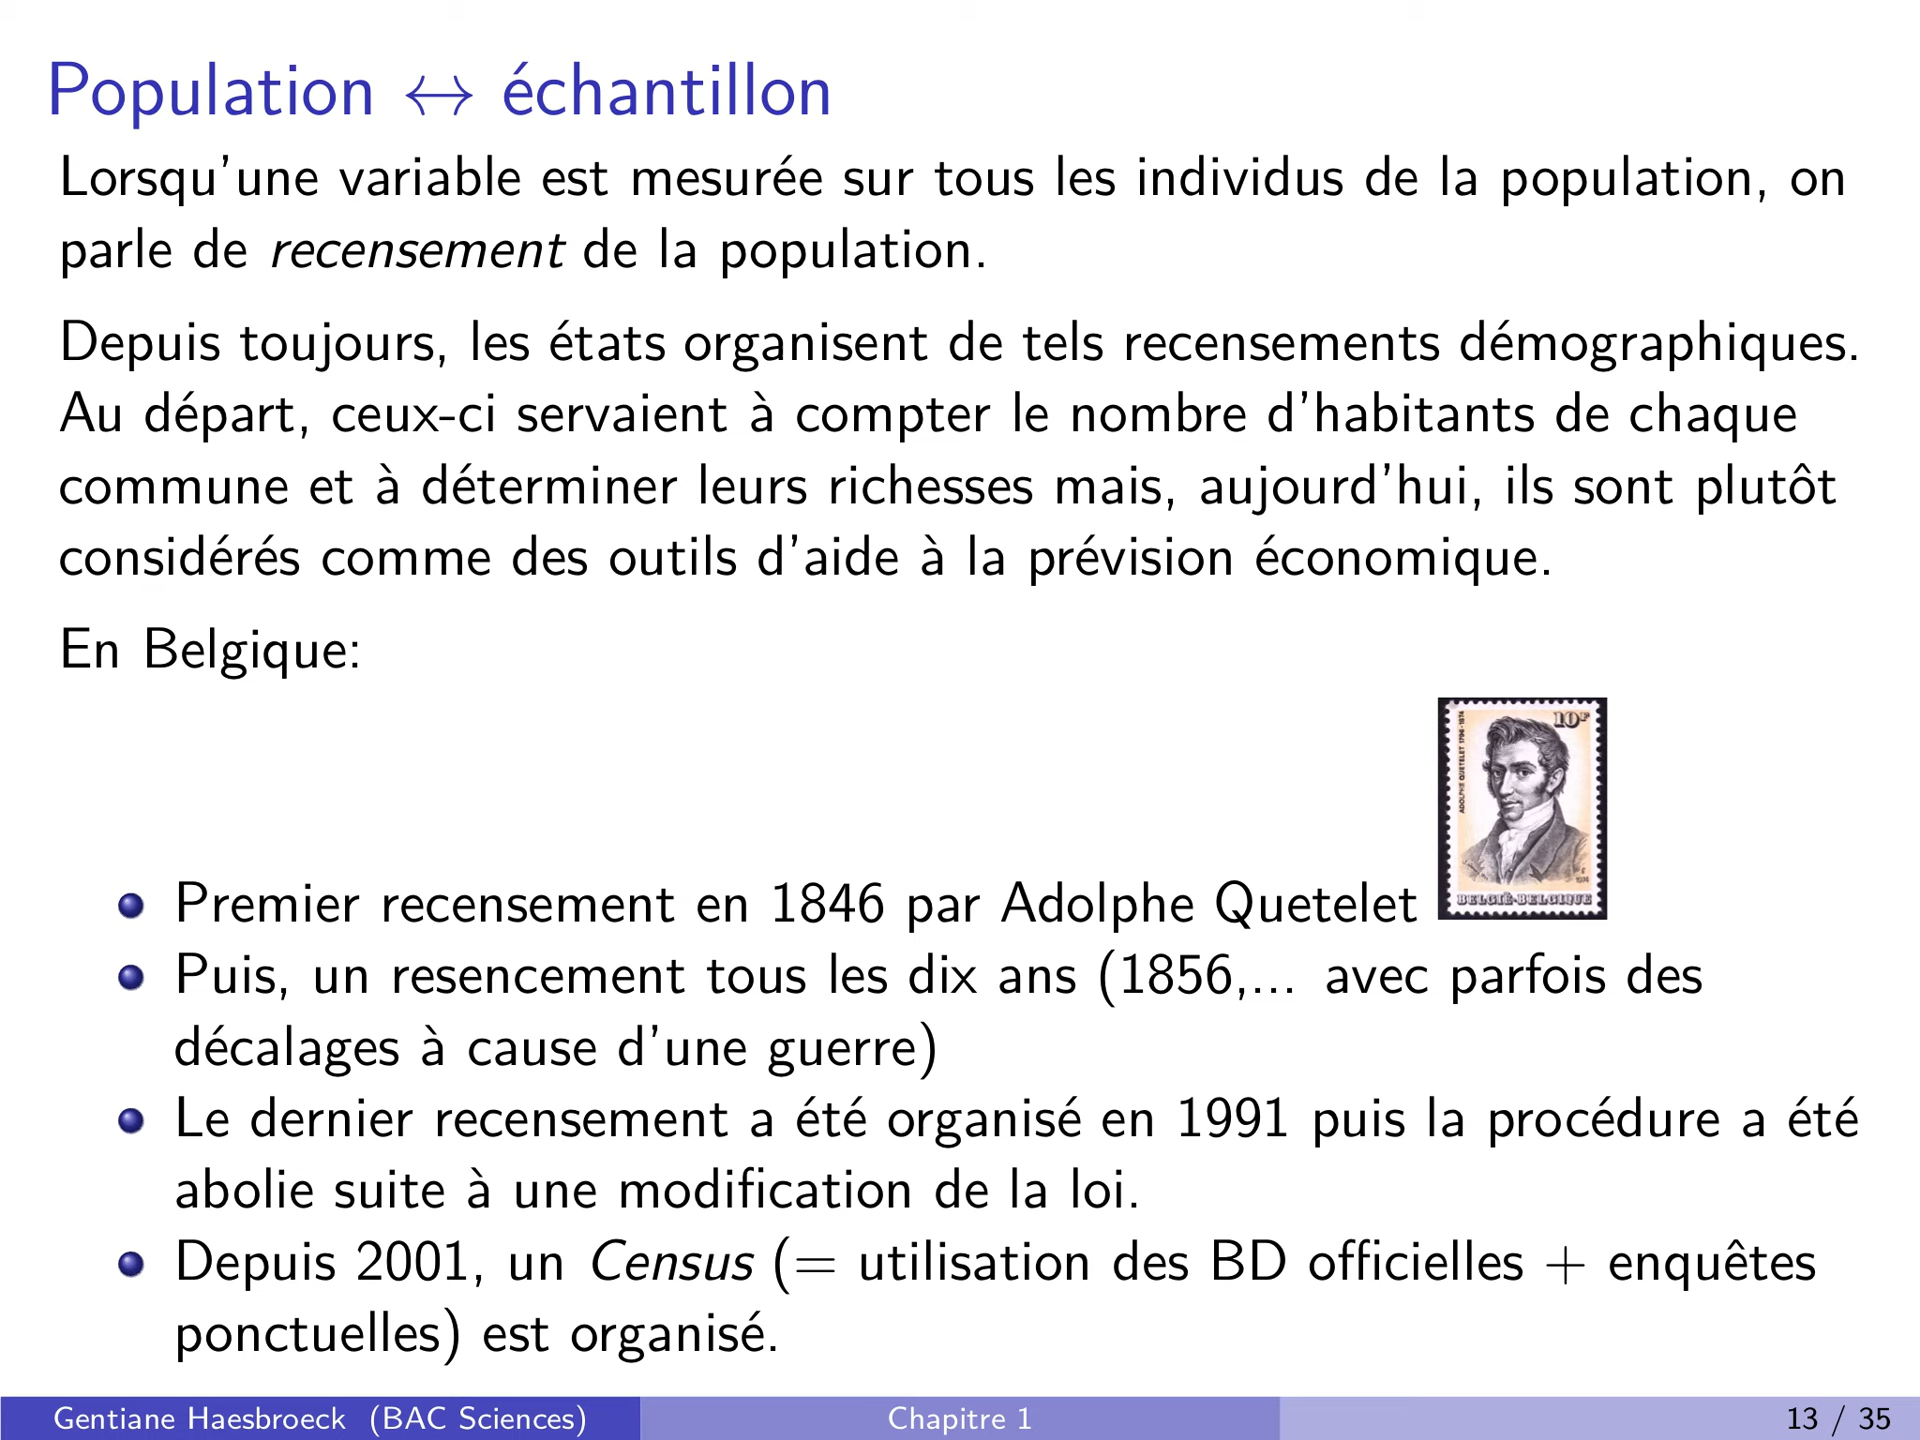 Population ↔ échantillon
Lorsqu'une variable est mesurée sur tous les individus de la population, on
parle de recensement de la population.
Depuis toujours, les états organisent de tels recensements démographiques.
Au départ, ceux-ci servaient à compter le nombre d'habitants de chaque
commune et à déterminer leurs richesses mais, aujourd'hui, ils sont plutôt
considérés comme des outils d'aide à la prévision économique.
En Belgique:
10F
ADOLPHE QUETELET 1796-1874
BELGIË-BELGIQUE
Premier recensement en 1846 par Adolphe Quetelet
Puis, un resencement tous les dix ans (1856,... avec parfois des
décalages à cause d'une guerre)
Le dernier recensement a été organisé en 1991 puis la procédure a été
abolie suite à une modification de la loi.
Depuis 2001, un Census (= utilisation des BD officielles + enquêtes
ponctuelles) est organisé.
Gentiane Haesbroeck (BAC Sciences)
Chapitre 1
13 / 35